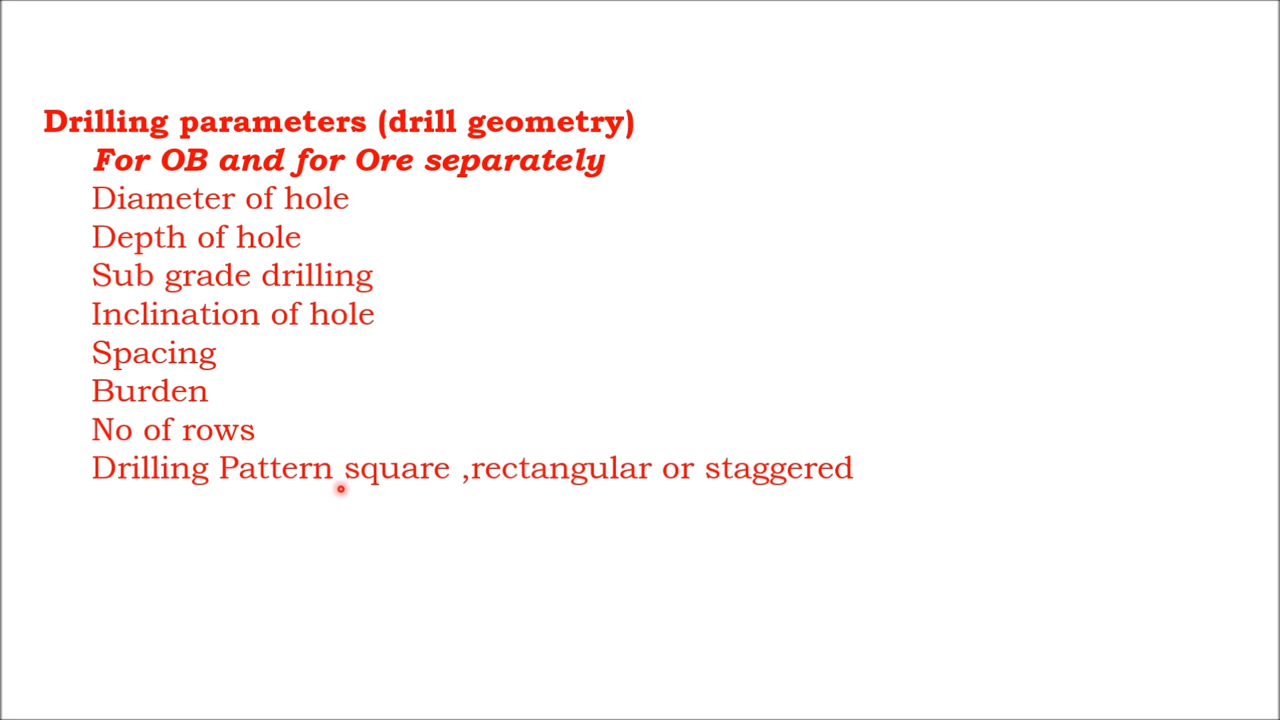 Drilling parameters (drill geometry)
For OB and for Ore separately
Diameter of hole
Depth of hole
Sub grade drilling
Inclination of hole
Spacing
Burden
No of rows
Drilling Pattern square ,rectangular or staggered